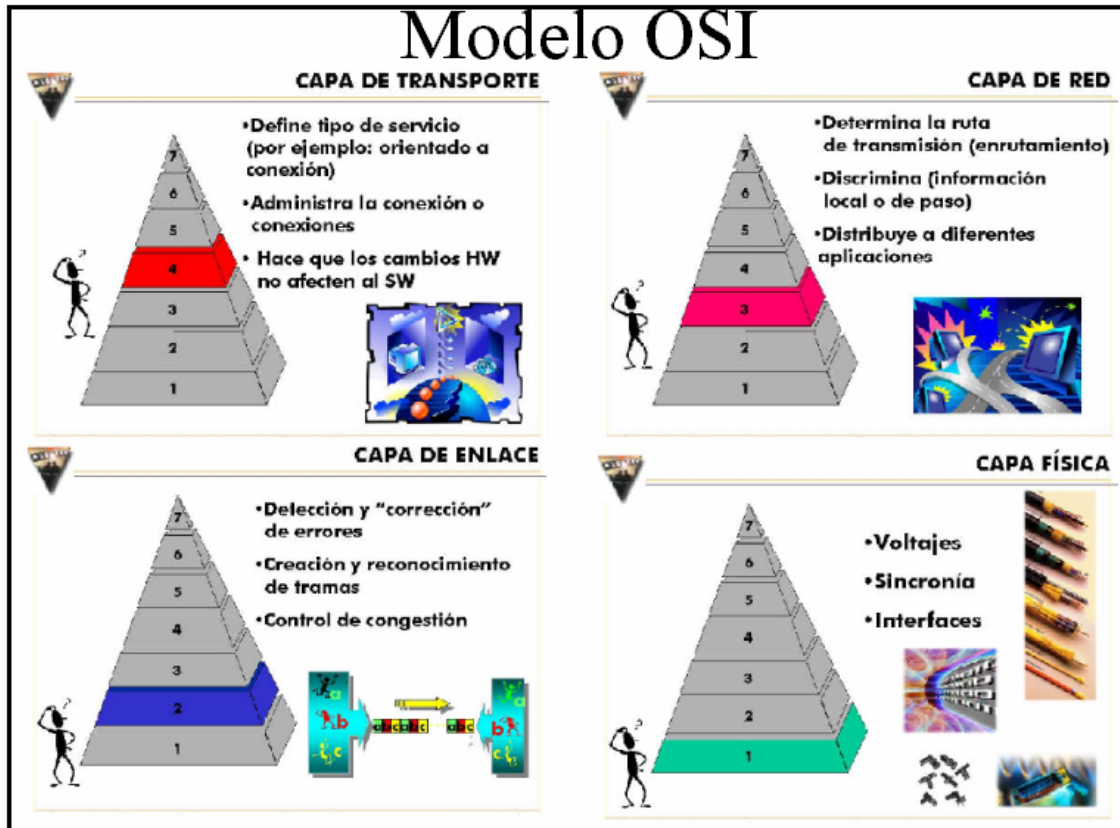 Modelo OSI
CAPA DE TRANSPORTE
•Define tipo de servicio
(por ejemplo: orientado a
conexión)
•Administra la conexión o
conexiones
• Hace que los cambios HW
no afecten al SW
7
6
5
4
3
2
1
CAPA DE RED
•Determina la ruta
de transmisión (enrutamiento)
•Discrimina (información
local o de paso)
•Distribuye a diferentes
aplicaciones
7
6
5
4
3
2
1
CAPA DE ENLACE
•Delección y "corrección"
de errores
•Creación y reconocimiento
de tramas
•Control de congestión
7
6
5
4
3
2
1
a
b
c
abcabc
abc
a
b
c
CAPA FÍSICA
•Voltajes
•Sincronía
•Interfaces
7
6
5
4
3
2
1